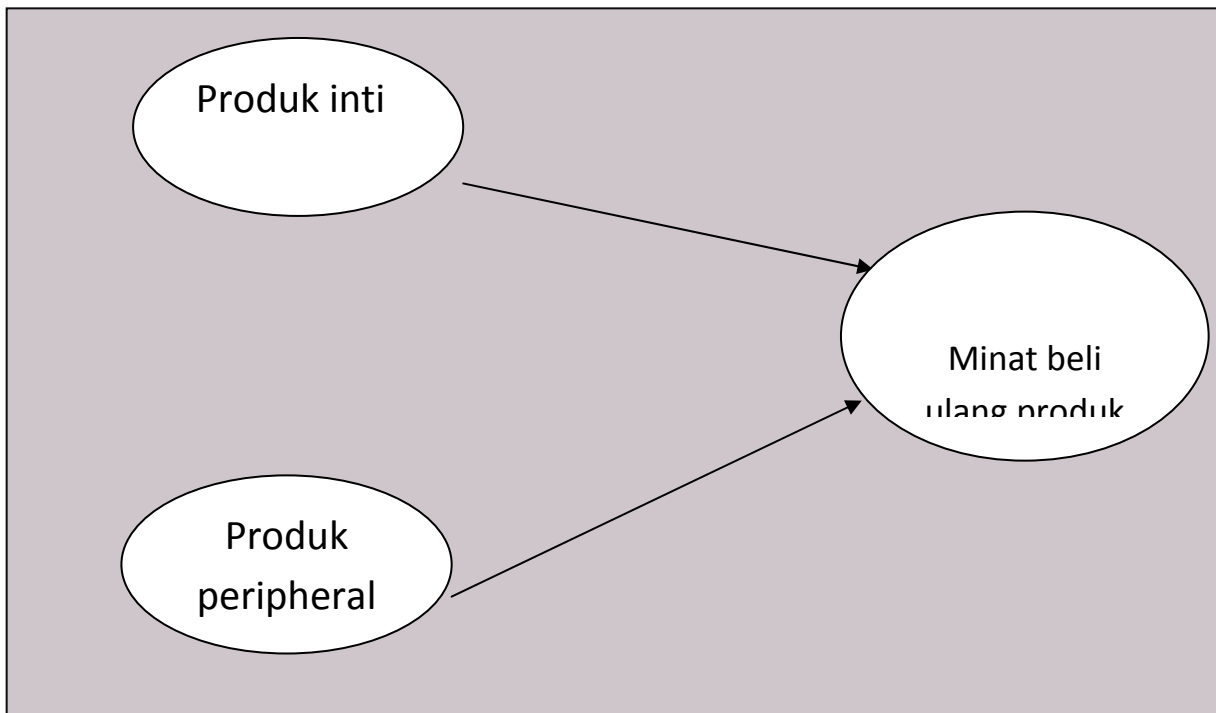 Produk inti
Minat beli
ulang produk
Produk
peripheral